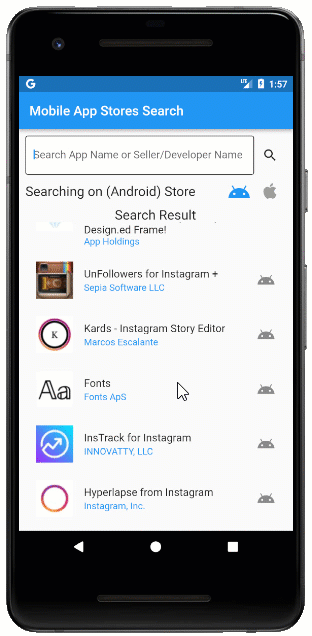 LTE 1:57
Mobile App Stores Search
Search App Name or Seller/Developer Name
Searching on (Android) Store
Search Result
Design.ed Frame!
App Holdings
UnFollowers for Instagram +
Sepia Software LLC
K
Kards - Instagram Story Editor
Marcos Escalante
Aa
Fonts
Fonts ApS
InsTrack for Instagram
INNOVATTY, LLC
Hyperlapse from Instagram
Instagram, Inc.